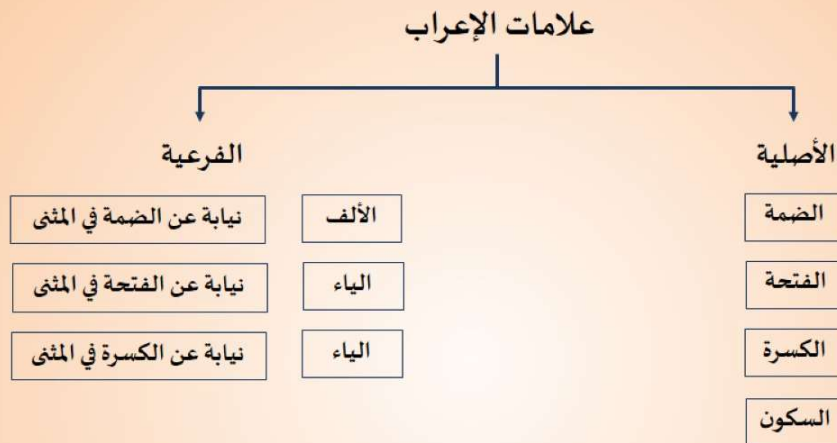 علامات الإعراب
الأصلية
الفرعية
الضمة
الألف
نيابة عن الضمة في المثنى
الفتحة
الياء
نيابة عن الفتحة في المثنى
الكسرة
الياء
نيابة عن الكسرة في المثنى
السكون